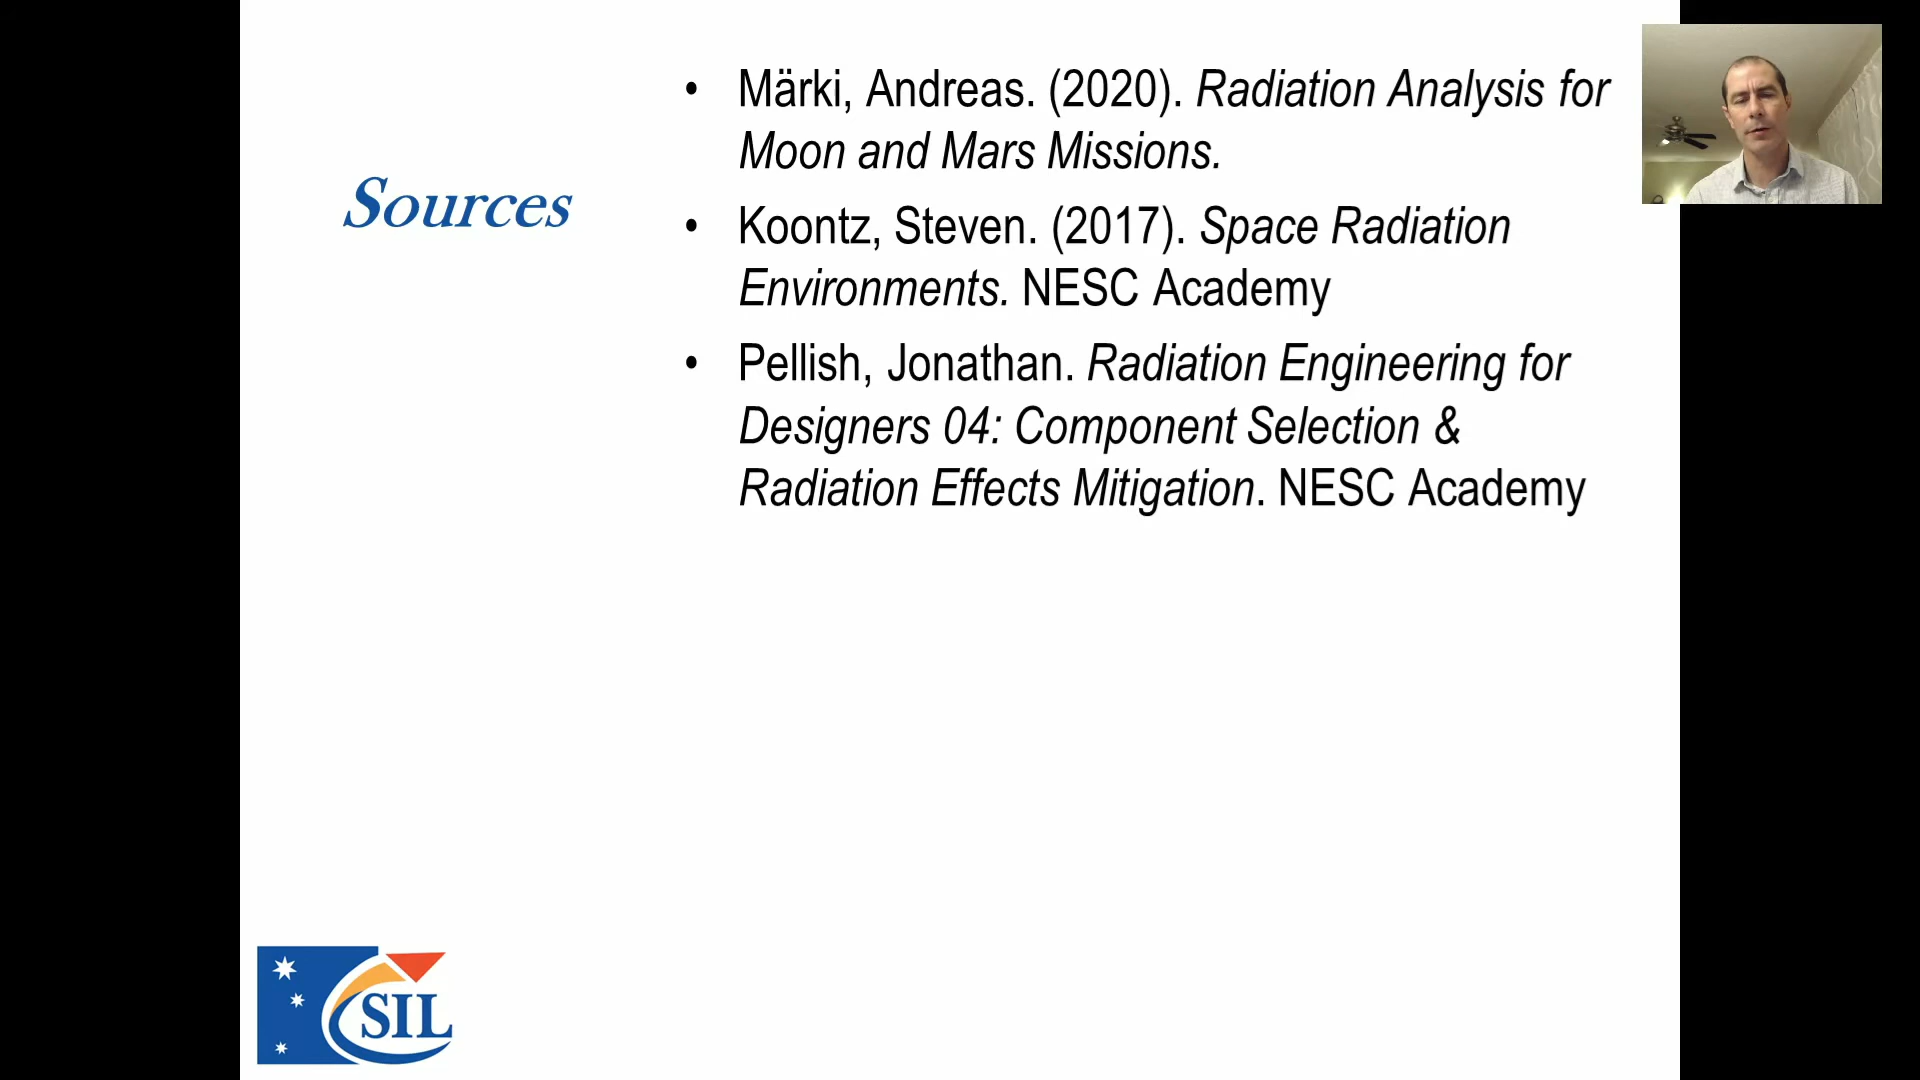 Sources
• Märki, Andreas. (2020). Radiation Analysis for
Moon and Mars Missions.
• Koontz, Steven. (2017). Space Radiation
Environments. NESC Academy
• Pellish, Jonathan. Radiation Engineering for
Designers 04: Component Selection &
Radiation Effects Mitigation. NESC Academy
SIL